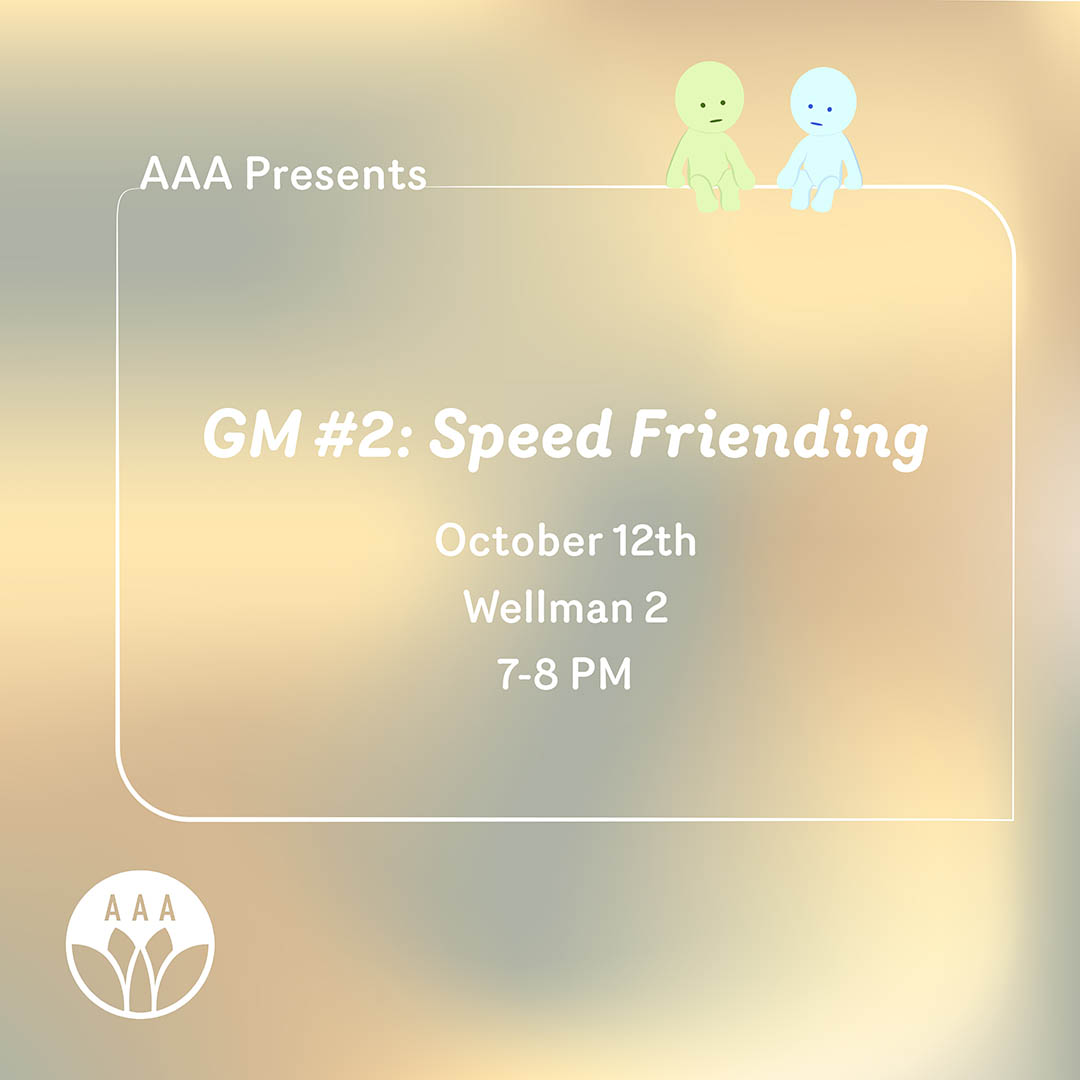 AAA Presents
GM #2: Speed Friending
October 12th
Wellman 2
7-8 PM
AAA